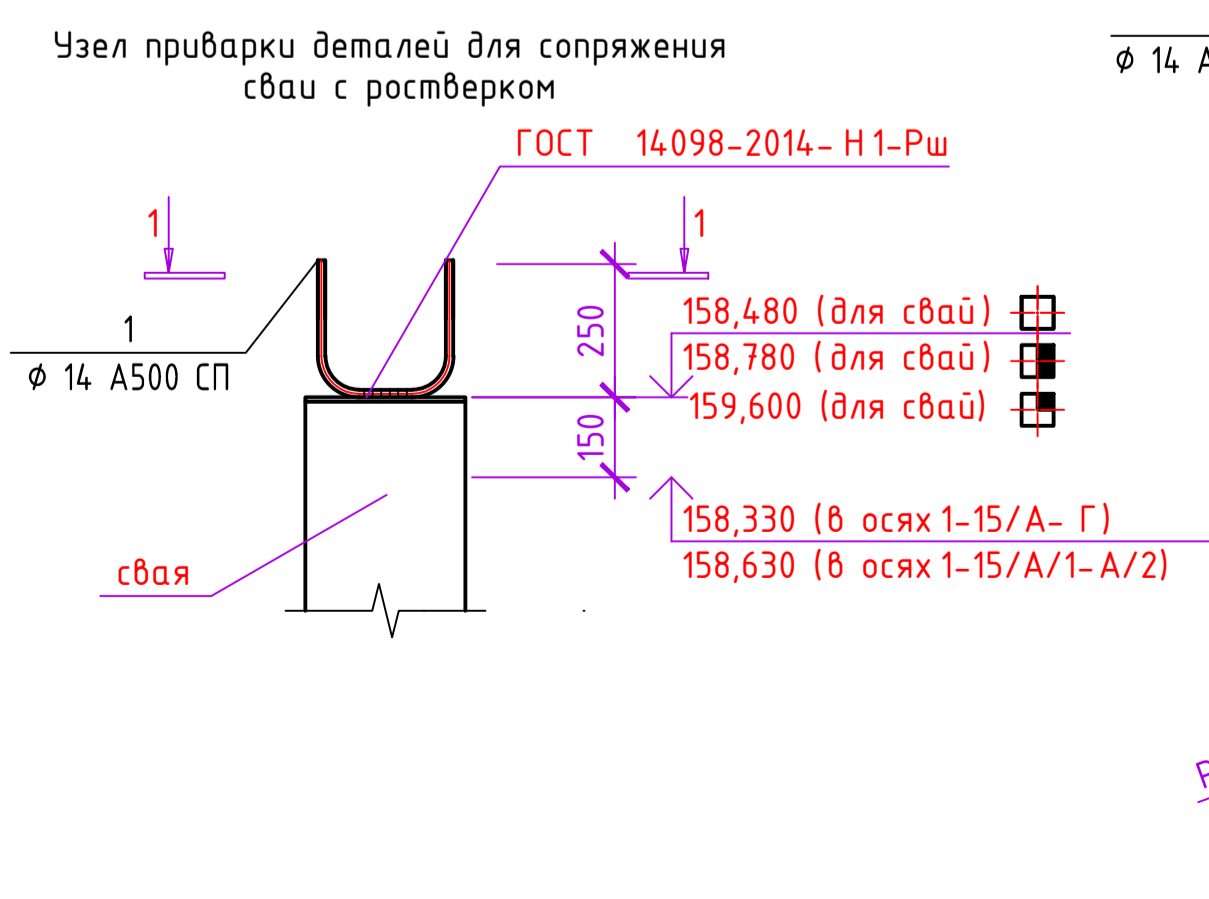 Узел приварки деталей для сопряжения
сваи с ростверком
ϕ 14 А
ГОСТ 14098-2014- Н1-Рш
1
1
1
ϕ 14 А500 СП
250
150
158,480 (для свай)
158,780 (для свай)
159,600 (для свай)
158,330 (в осях 1-15/А- Г)
158,630 (в осях 1-15/А/1-А/2)
свая
Р